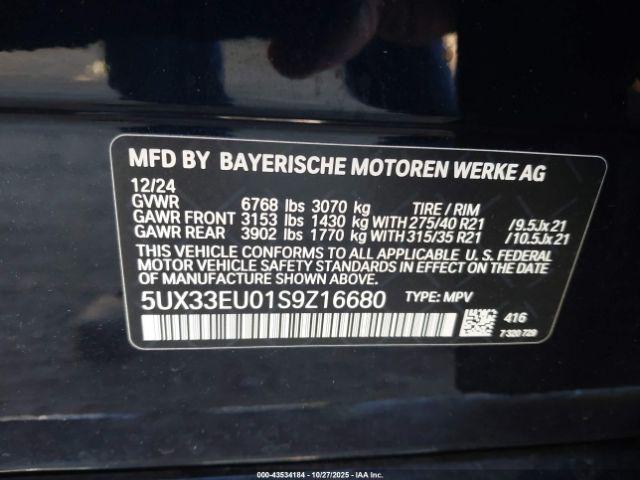 MFD BY BAYERISCHE MOTOREN WERKE AG
12/24
GVWR 6768 lbs 3070 kg TIRE / RIM
GAWR FRONT 3153 lbs 1430 kg WITH 275/40 R21 /9.5Jx21
GAWR REAR 3902 lbs 1770 kg WITH 315/35 R21 /10.5Jx21
THIS VEHICLE CONFORMS TO ALL APPLICABLE U. S. FEDERAL
MOTOR VEHICLE SAFETY STANDARDS IN EFFECT ON THE DATE OF
MANUFACTURE SHOWN ABOVE.
5UX33EU01S9Z16680 TYPE: MPV
416
7 320 729
000-43534184 | 10/27/2025 | IAA Inc.